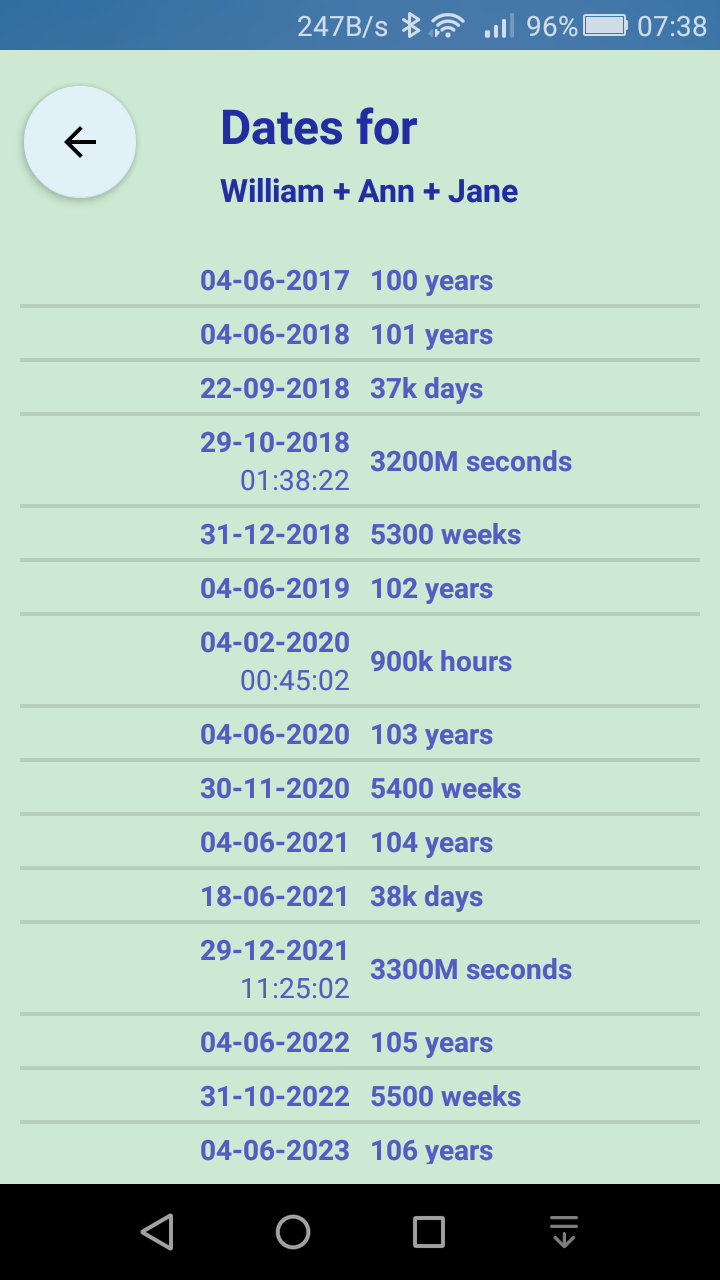 247B/s 96% 07:38
Dates for
William + Ann + Jane
04-06-2017 100 years
04-06-2018 101 years
22-09-2018 37k days
29-10-2018 3200M seconds
01:38:22
31-12-2018 5300 weeks
04-06-2019 102 years
04-02-2020 900k hours
00:45:02
04-06-2020 103 years
30-11-2020 5400 weeks
04-06-2021 104 years
18-06-2021 38k days
29-12-2021 3300M seconds
11:25:02
04-06-2022 105 years
31-10-2022 5500 weeks
04-06-2023 106 years